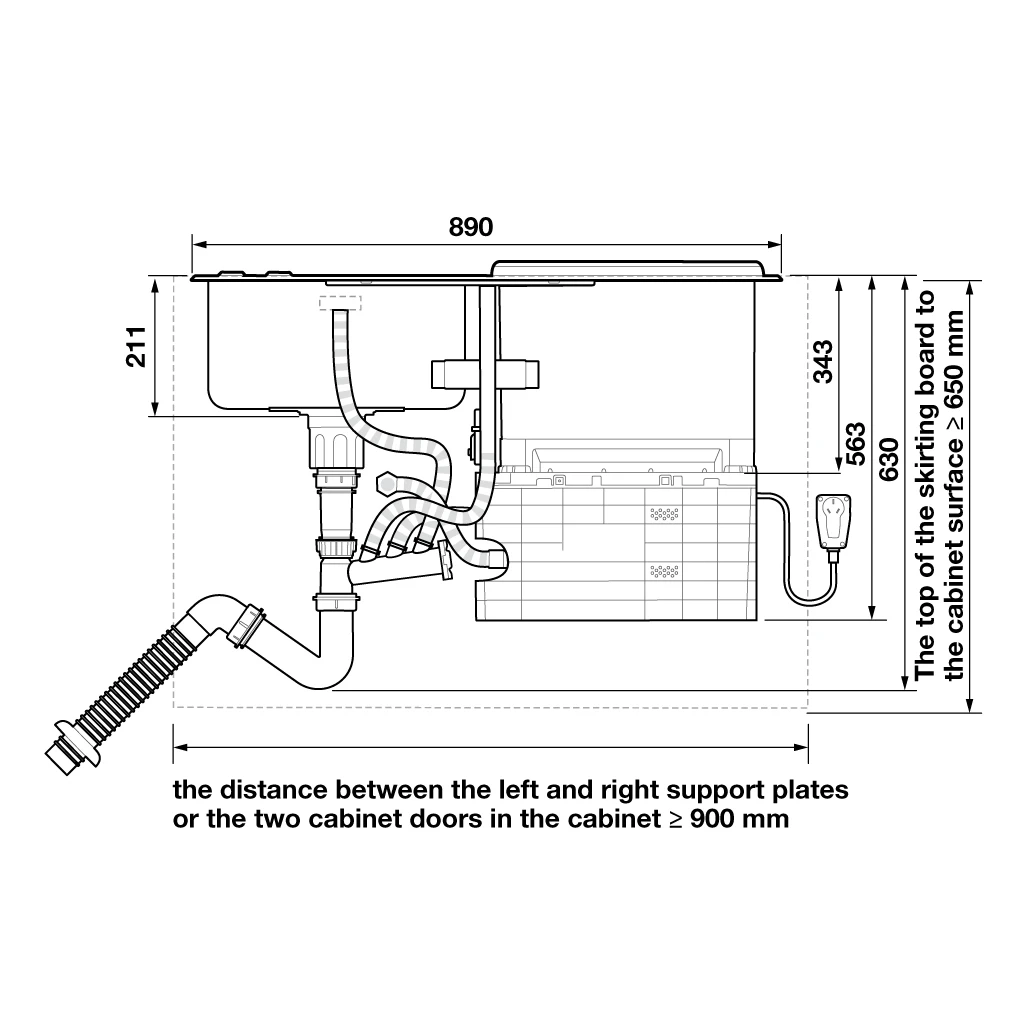 890
211
343
563
630
The top of the skirting board to
the cabinet surface ≥ 650 mm
the distance between the left and right support plates
or the two cabinet doors in the cabinet ≥ 900 mm